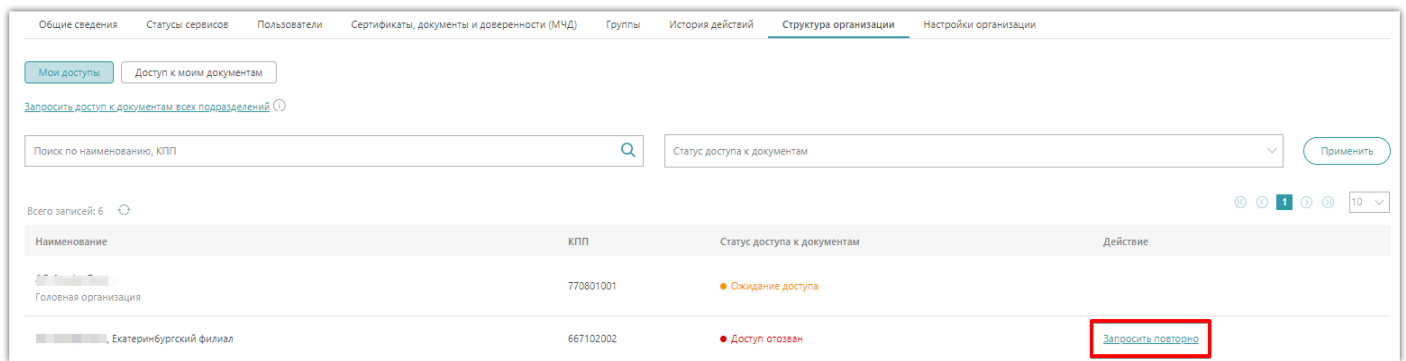 Общие сведения Статусы сервисов Пользователи Сертификаты, документы и доверенности (МЧД) Группы История действий Структура организации Настройки организации
Мои доступы Доступ к моим документам
Запросить доступ к документам всех подразделений
Поиск по наименованию, КПП Статус доступа к документам Применить
Всего записей: 6 1 10
Наименование КПП Статус доступа к документам Действие
770801001 Ожидание доступа
Головная организация
, Екатеринбургский филиал 667102002 Доступ отозван Запросить повторно